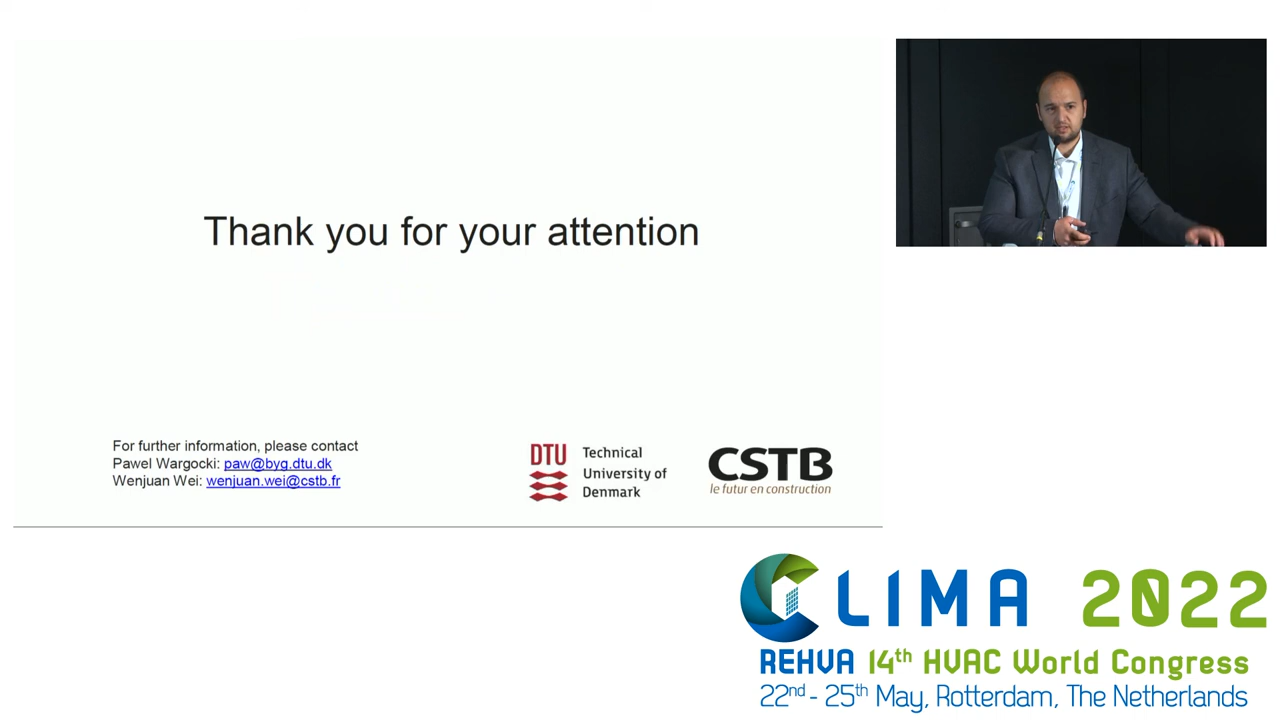 Thank you for your attention
For further information, please contact
Pawel Wargocki: paw@byg.dtu.dk
Wenjuan Wei: wenjuan.wei@cstb.fr
DTU
Technical
University of
Denmark
CSTB
le futur en construction
CLIMA 2022
REHVA 14th HVAC World Congress
22nd - 25th May, Rotterdam, The Netherlands